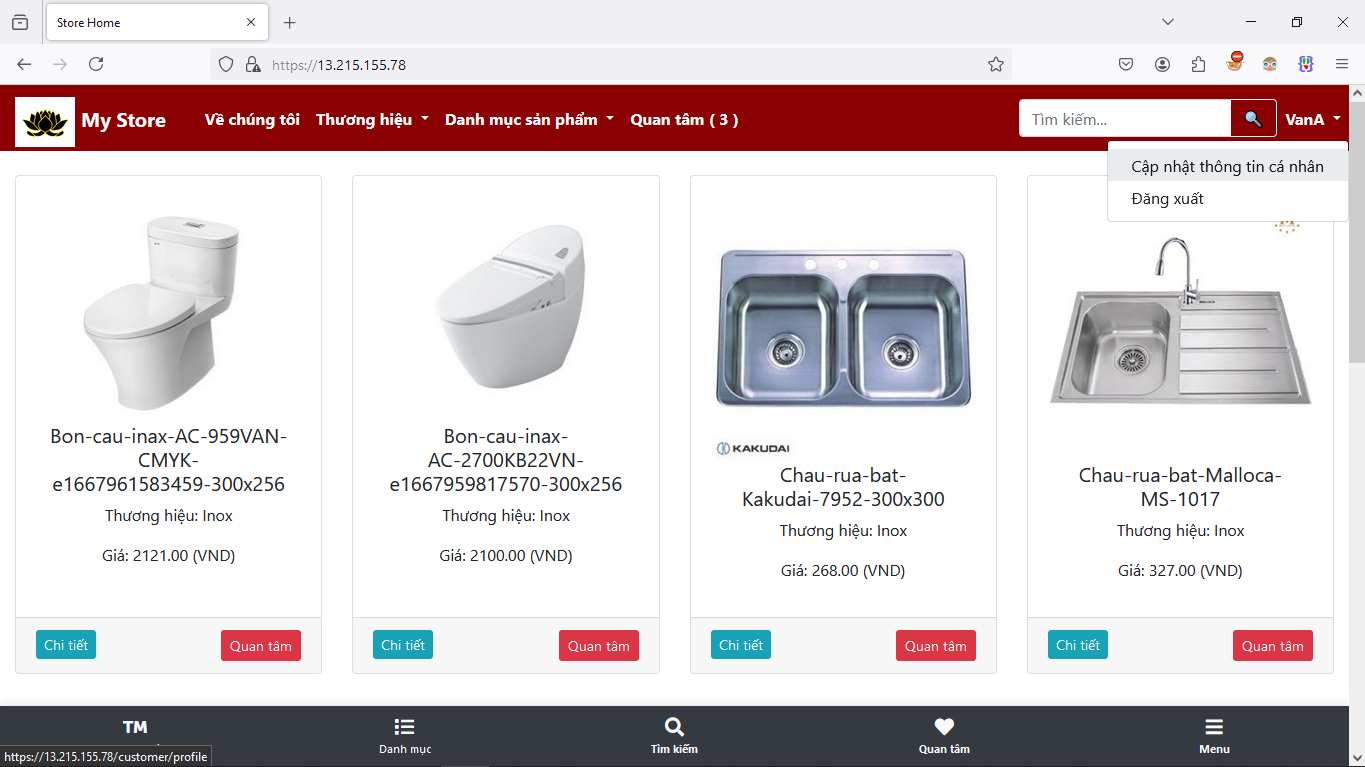 Store Home
https://13.215.155.78
My Store
Về chúng tôi
Thương hiệu
Danh mục sản phẩm
Quan tâm ( 3 )
Tìm kiếm...
VanA
Cập nhật thông tin cá nhân
Đăng xuất
Bon-cau-inax-AC-959VAN-
CMYK-
e1667961583459-300x256
Thương hiệu: Inox
Giá: 2121.00 (VND)
Chi tiết
Quan tâm
Bon-cau-inax-
AC-2700KB22VN-
e1667959817570-300x256
Thương hiệu: Inox
Giá: 2100.00 (VND)
Chi tiết
Quan tâm
KAKUDAI
Chau-rua-bat-
Kakudai-7952-300x300
Thương hiệu: Inox
Giá: 268.00 (VND)
Chi tiết
Quan tâm
Chau-rua-bat-Malloca-
MS-1017
Thương hiệu: Inox
Giá: 327.00 (VND)
Chi tiết
Quan tâm
TM
Danh mục
Tìm kiếm
Quan tâm
Menu
https://13.215.155.78/customer/profile